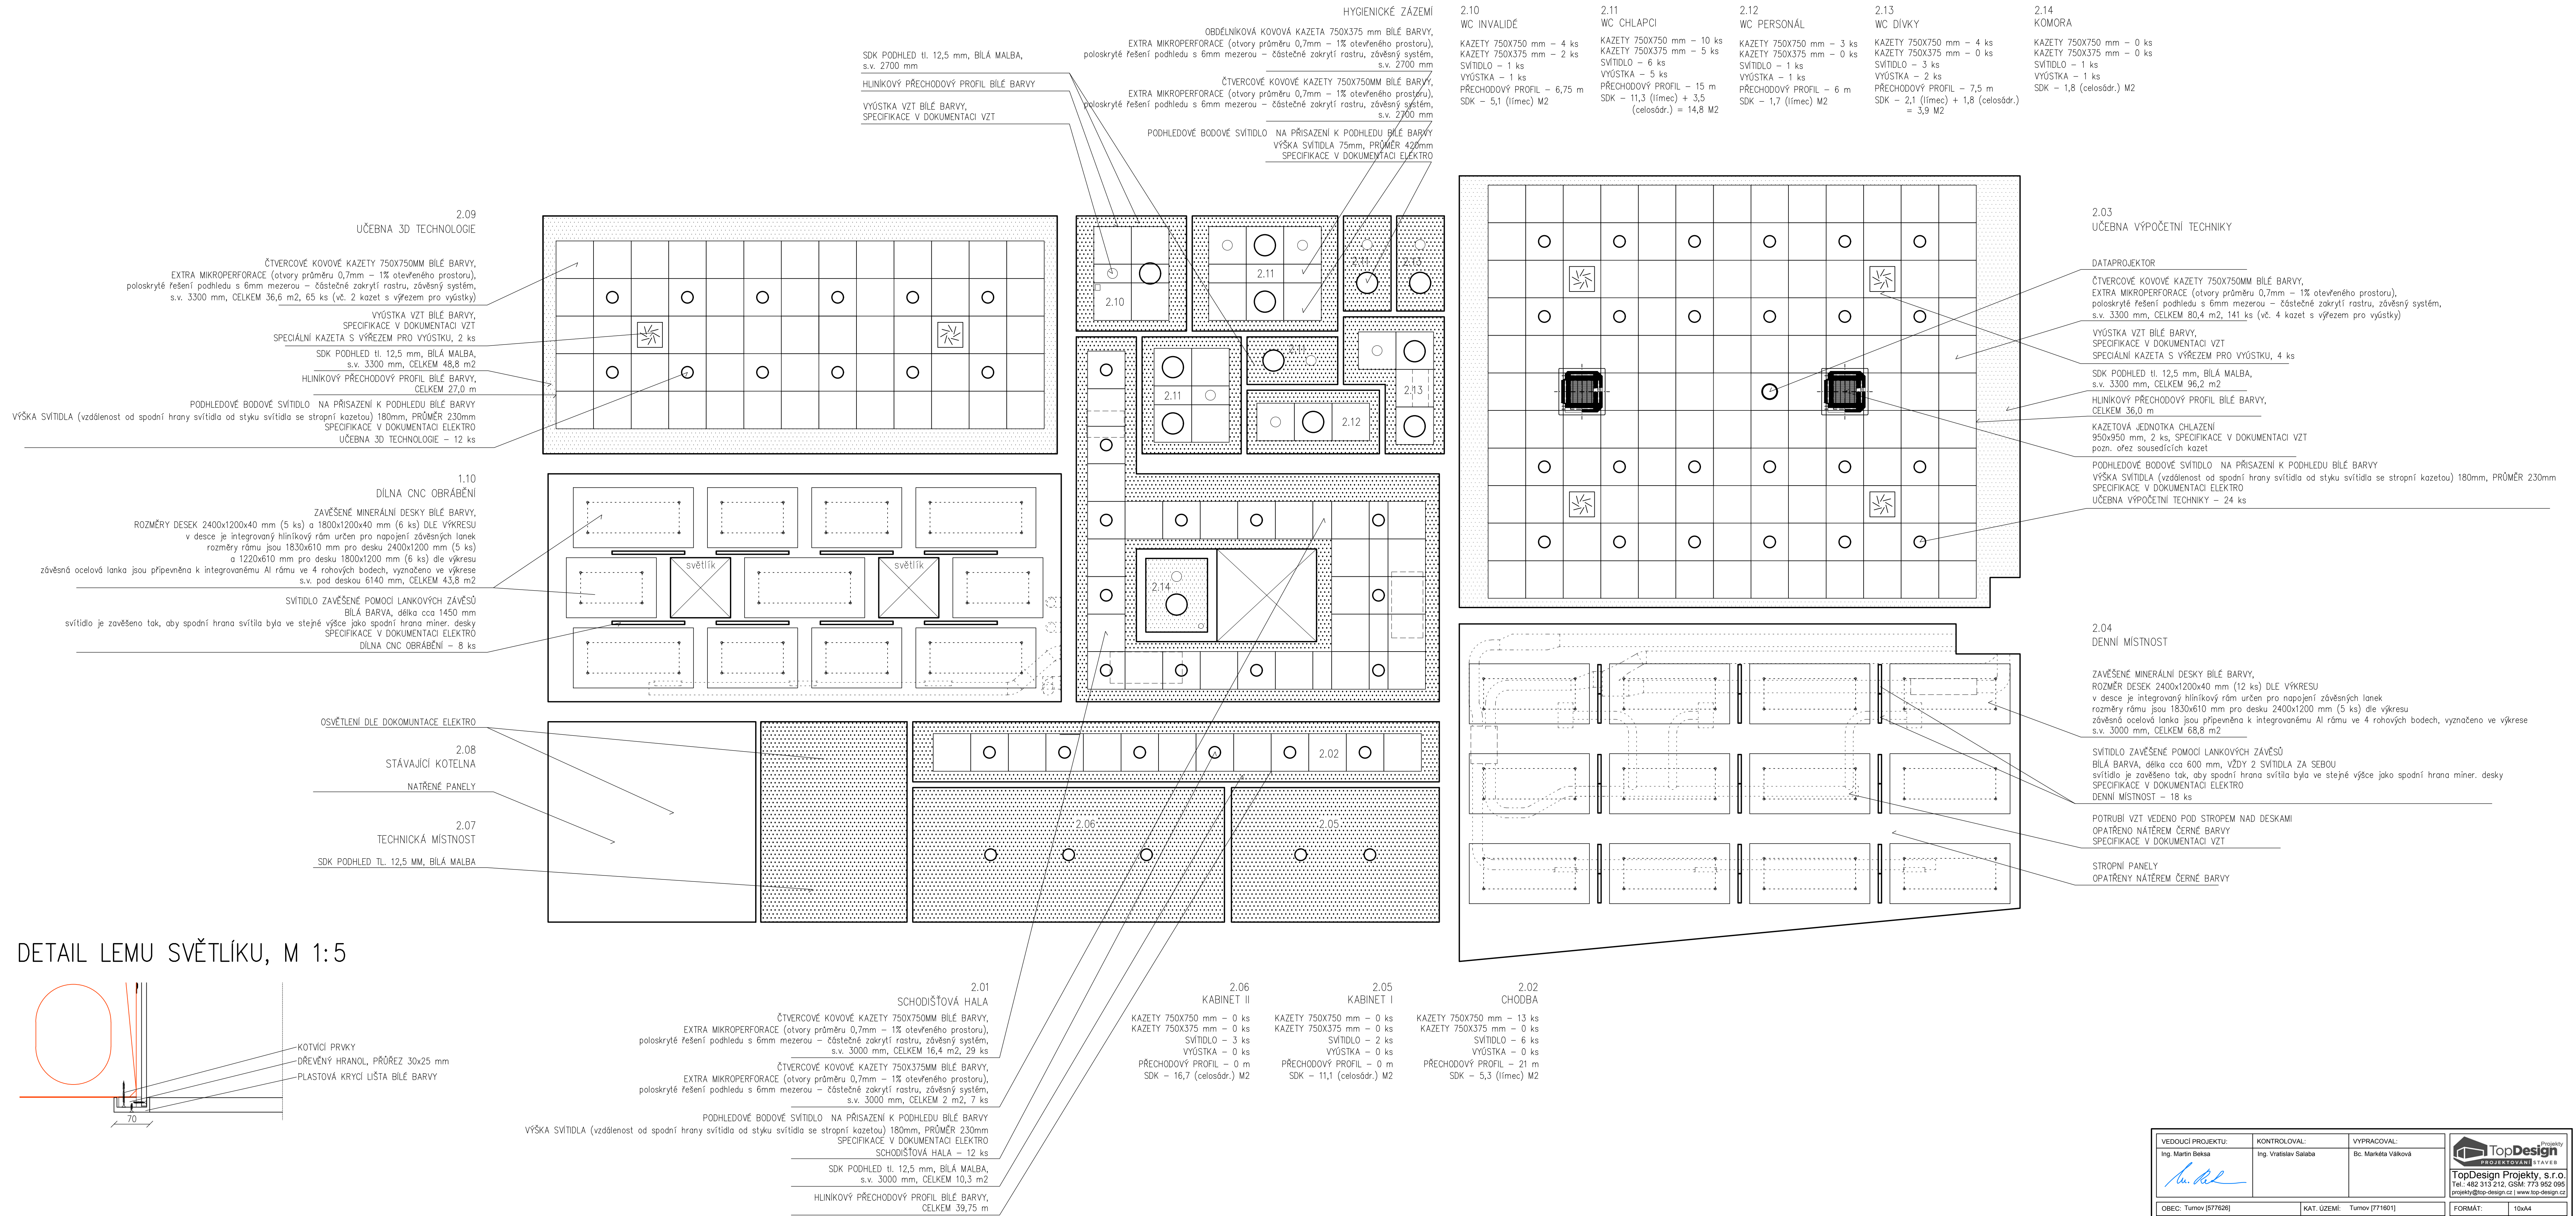 HYGIENICKÉ ZÁZEMÍ
OBDÉLNÍKOVÁ KOVOVÁ KAZETA 750X375 mm BÍLÉ BARVY,
EXTRA MIKROPERFORACE (otvory průměru 0,7mm – 1% otevřeného prostoru),
poloskryté řešení podhledu s 6mm mezerou – částečné zakrytí rastru, závěsný systém,
s.v. 2700 mm
ČTVERCOVÉ KOVOVÉ KAZETY 750X750MM BÍLÉ BARVY,
EXTRA MIKROPERFORACE (otvory průměru 0,7mm – 1% otevřeného prostoru),
poloskryté řešení podhledu s 6mm mezerou – částečné zakrytí rastru, závěsný systém,
s.v. 2700 mm
PODHLEDOVÉ BODOVÉ SVÍTIDLO NA PŘISAZENÍ K PODHLEDU BÍLÉ BARVY
VÝŠKA SVÍTIDLA 75mm, PRŮMĚR 420mm
SPECIFIKACE V DOKUMENTACI ELEKTRO
SDK PODHLED tl. 12,5 mm, BÍLÁ MALBA,
s.v. 2700 mm
HLINÍKOVÝ PŘECHODOVÝ PROFIL BÍLÉ BARVY
VYÚSTKA VZT BÍLÉ BARVY,
SPECIFIKACE V DOKUMENTACI VZT
2.10
WC INVALIDÉ
KAZETY 750X750 mm – 4 ks
KAZETY 750X375 mm – 2 ks
SVÍTIDLO – 1 ks
VYÚSTKA – 1 ks
PŘECHODOVÝ PROFIL – 6,75 m
SDK – 5,1 (límec) M2
2.11
WC CHLAPCI
KAZETY 750X750 mm – 10 ks
KAZETY 750X375 mm – 5 ks
SVÍTIDLO – 6 ks
VYÚSTKA – 5 ks
PŘECHODOVÝ PROFIL – 15 m
SDK – 11,3 (límec) + 3,5
(celosádr.) = 14,8 M2
2.12
WC PERSONÁL
KAZETY 750X750 mm – 3 ks
KAZETY 750X375 mm – 0 ks
SVÍTIDLO – 1 ks
VYÚSTKA – 1 ks
PŘECHODOVÝ PROFIL – 6 m
SDK – 1,7 (límec) M2
2.13
WC DÍVKY
KAZETY 750X750 mm – 4 ks
KAZETY 750X375 mm – 0 ks
SVÍTIDLO – 3 ks
VYÚSTKA – 2 ks
PŘECHODOVÝ PROFIL – 7,5 m
SDK – 2,1 (límec) + 1,8 (celosádr.)
= 3,9 M2
2.14
KOMORA
KAZETY 750X750 mm – 0 ks
KAZETY 750X375 mm – 0 ks
SVÍTIDLO – 1 ks
VYÚSTKA – 1 ks
SDK – 1,8 (celosádr.) M2
2.09
UČEBNA 3D TECHNOLOGIE
ČTVERCOVÉ KOVOVÉ KAZETY 750X750MM BÍLÉ BARVY,
EXTRA MIKROPERFORACE (otvory průměru 0,7mm – 1% otevřeného prostoru),
poloskryté řešení podhledu s 6mm mezerou – částečné zakrytí rastru, závěsný systém,
s.v. 3300 mm, CELKEM 36,6 m2, 65 ks (vč. 2 kazet s výřezem pro vyústky)
VYÚSTKA VZT BÍLÉ BARVY,
SPECIFIKACE V DOKUMENTACI VZT
SPECIÁLNÍ KAZETA S VÝŘEZEM PRO VYÚSTKU, 2 ks
SDK PODHLED tl. 12,5 mm, BÍLÁ MALBA,
s.v. 3300 mm, CELKEM 48,8 m2
HLINÍKOVÝ PŘECHODOVÝ PROFIL BÍLÉ BARVY,
CELKEM 27,0 m
PODHLEDOVÉ BODOVÉ SVÍTIDLO NA PŘISAZENÍ K PODHLEDU BÍLÉ BARVY
VÝŠKA SVÍTIDLA (vzdálenost od spodní hrany svítidla od styku svítidla se stropní kazetou) 180mm, PRŮMĚR 230mm
SPECIFIKACE V DOKUMENTACI ELEKTRO
UČEBNA 3D TECHNOLOGIE – 12 ks
1.10
DÍLNA CNC OBRÁBĚNÍ
ZAVĚŠENÉ MINERÁLNÍ DESKY BÍLÉ BARVY,
ROZMĚRY DESEK 2400x1200x40 mm (5 ks) a 1800x1200x40 mm (6 ks) DLE VÝKRESU
v desce je integrovaný hliníkový rám určen pro napojení závěsných lanek
rozměry rámu jsou 1830x610 mm pro desku 2400x1200 mm (5 ks)
a 1220x610 mm pro desku 1800x1200 mm (6 ks) dle výkresu
závěsná ocelová lanka jsou připevněna k integrovanému Al rámu ve 4 rohových bodech, vyznačeno ve výkrese
s.v. pod deskou 6140 mm, CELKEM 43,8 m2
SVÍTIDLO ZAVĚŠENÉ POMOCÍ LANKOVÝCH ZÁVĚSŮ
BÍLÁ BARVA, délka cca 1450 mm
svítidlo je zavěšeno tak, aby spodní hrana svítila byla ve stejné výšce jako spodní hrana miner. desky
SPECIFIKACE V DOKUMENTACI ELEKTRO
DÍLNA CNC OBRÁBĚNÍ – 8 ks
OSVĚTLENÍ DLE DOKOMUNTACE ELEKTRO
2.08
STÁVAJÍCÍ KOTELNA
NATŘENÉ PANELY
2.07
TECHNICKÁ MÍSTNOST
SDK PODHLED TL. 12,5 MM, BÍLÁ MALBA
2.10
2.11
2.11
2.13
2.11
2.12
2.13
světlík
světlík
2.14
2.02
2.06
2.05
2.03
UČEBNA VÝPOČETNÍ TECHNIKY
DATAPROJEKTOR
ČTVERCOVÉ KOVOVÉ KAZETY 750X750MM BÍLÉ BARVY,
EXTRA MIKROPERFORACE (otvory průměru 0,7mm – 1% otevřeného prostoru),
poloskryté řešení podhledu s 6mm mezerou – částečné zakrytí rastru, závěsný systém,
s.v. 3300 mm, CELKEM 80,4 m2, 141 ks (vč. 4 kazet s výřezem pro vyústky)
VYÚSTKA VZT BÍLÉ BARVY,
SPECIFIKACE V DOKUMENTACI VZT
SPECIÁLNÍ KAZETA S VÝŘEZEM PRO VYÚSTKU, 4 ks
SDK PODHLED tl. 12,5 mm, BÍLÁ MALBA,
s.v. 3300 mm, CELKEM 96,2 m2
HLINÍKOVÝ PŘECHODOVÝ PROFIL BÍLÉ BARVY,
CELKEM 36,0 m
KAZETOVÁ JEDNOTKA CHLAZENÍ
950x950 mm, 2 ks, SPECIFIKACE V DOKUMENTACI VZT
pozn. ořez sousedících kazet
PODHLEDOVÉ BODOVÉ SVÍTIDLO NA PŘISAZENÍ K PODHLEDU BÍLÉ BARVY
VÝŠKA SVÍTIDLA (vzdálenost od spodní hrany svítidla od styku svítidla se stropní kazetou) 180mm, PRŮMĚR 230mm
SPECIFIKACE V DOKUMENTACI ELEKTRO
UČEBNA VÝPOČETNÍ TECHNIKY – 24 ks
2.04
DENNÍ MÍSTNOST
ZAVĚŠENÉ MINERÁLNÍ DESKY BÍLÉ BARVY,
ROZMĚR DESEK 2400x1200x40 mm (12 ks) DLE VÝKRESU
v desce je integrovaný hliníkový rám určen pro napojení závěsných lanek
rozměry rámu jsou 1830x610 mm pro desku 2400x1200 mm (5 ks) dle výkresu
závěsná ocelová lanka jsou připevněna k integrovanému Al rámu ve 4 rohových bodech, vyznačeno ve výkrese
s.v. 3000 mm, CELKEM 68,8 m2
SVÍTIDLO ZAVĚŠENÉ POMOCÍ LANKOVÝCH ZÁVĚSŮ
BÍLÁ BARVA, délka cca 600 mm, VŽDY 2 SVÍTIDLA ZA SEBOU
svítidlo je zavěšeno tak, aby spodní hrana svítila byla ve stejné výšce jako spodní hrana miner. desky
SPECIFIKACE V DOKUMENTACI ELEKTRO
DENNÍ MÍSTNOST – 18 ks
POTRUBÍ VZT VEDENO POD STROPEM NAD DESKAMI
OPATŘENO NÁTĚREM ČERNÉ BARVY
SPECIFIKACE V DOKUMENTACI VZT
STROPNÍ PANELY
OPATŘENY NÁTĚREM ČERNÉ BARVY
DETAIL LEMU SVĚTLÍKU, M 1:5
KOTVÍCÍ PRVKY
DŘEVĚNÝ HRANOL, PRŮŘEZ 30x25 mm
PLASTOVÁ KRYCÍ LIŠTA BÍLÉ BARVY
70
2.01
SCHODIŠŤOVÁ HALA
ČTVERCOVÉ KOVOVÉ KAZETY 750X750MM BÍLÉ BARVY,
EXTRA MIKROPERFORACE (otvory průměru 0,7mm – 1% otevřeného prostoru),
poloskryté řešení podhledu s 6mm mezerou – částečné zakrytí rastru, závěsný systém,
s.v. 3000 mm, CELKEM 16,4 m2, 29 ks
ČTVERCOVÉ KOVOVÉ KAZETY 750X375MM BÍLÉ BARVY,
EXTRA MIKROPERFORACE (otvory průměru 0,7mm – 1% otevřeného prostoru),
poloskryté řešení podhledu s 6mm mezerou – částečné zakrytí rastru, závěsný systém,
s.v. 3000 mm, CELKEM 2 m2, 7 ks
PODHLEDOVÉ BODOVÉ SVÍTIDLO NA PŘISAZENÍ K PODHLEDU BÍLÉ BARVY
VÝŠKA SVÍTIDLA (vzdálenost od spodní hrany svítidla od styku svítidla se stropní kazetou) 180mm, PRŮMĚR 230mm
SPECIFIKACE V DOKUMENTACI ELEKTRO
SCHODIŠŤOVÁ HALA – 12 ks
SDK PODHLED tl. 12,5 mm, BÍLÁ MALBA,
s.v. 3000 mm, CELKEM 10,3 m2
HLINÍKOVÝ PŘECHODOVÝ PROFIL BÍLÉ BARVY,
CELKEM 39,75 m
2.06
KABINET II
KAZETY 750X750 mm – 0 ks
KAZETY 750X375 mm – 0 ks
SVÍTIDLO – 3 ks
VYÚSTKA – 0 ks
PŘECHODOVÝ PROFIL – 0 m
SDK – 16,7 (celosádr.) M2
2.05
KABINET I
KAZETY 750X750 mm – 0 ks
KAZETY 750X375 mm – 0 ks
SVÍTIDLO – 2 ks
VYÚSTKA – 0 ks
PŘECHODOVÝ PROFIL – 0 m
SDK – 11,1 (celosádr.) M2
2.02
CHODBA
KAZETY 750X750 mm – 13 ks
KAZETY 750X375 mm – 0 ks
SVÍTIDLO – 6 ks
VYÚSTKA – 0 ks
PŘECHODOVÝ PROFIL – 21 m
SDK – 5,3 (límec) M2
VEDOUCÍ PROJEKTU: KONTROLOVAL: VYPRACOVAL:
Ing. Martin Beksa Ing. Vratislav Salaba Bc. Markéta Válková
Projekty
TopDesign
PROJEKTOVÁNÍ STAVEB
TopDesign Projekty, s.r.o.
Tel.: 482 313 212, GSM: 773 952 095
projekty@top-design.cz | www.top-design.cz
OBEC: Turnov [577626] KAT. ÚZEMÍ: Turnov [771601] FORMÁT: 10xA4